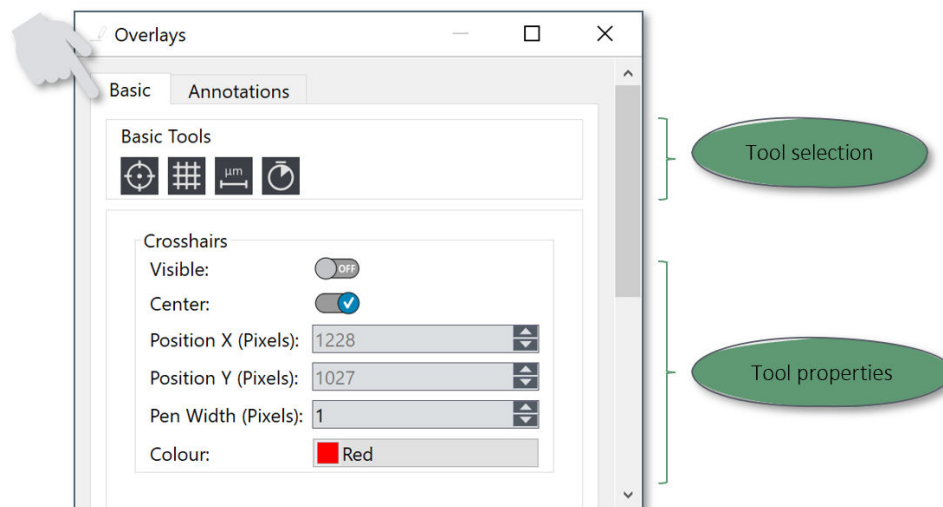 Overlays
Basic Annotations
Basic Tools
µm
Tool selection
Crosshairs
Visible: OFF
Center:
Position X (Pixels): 1228
Position Y (Pixels): 1027
Tool properties
Pen Width (Pixels): 1
Colour: Red